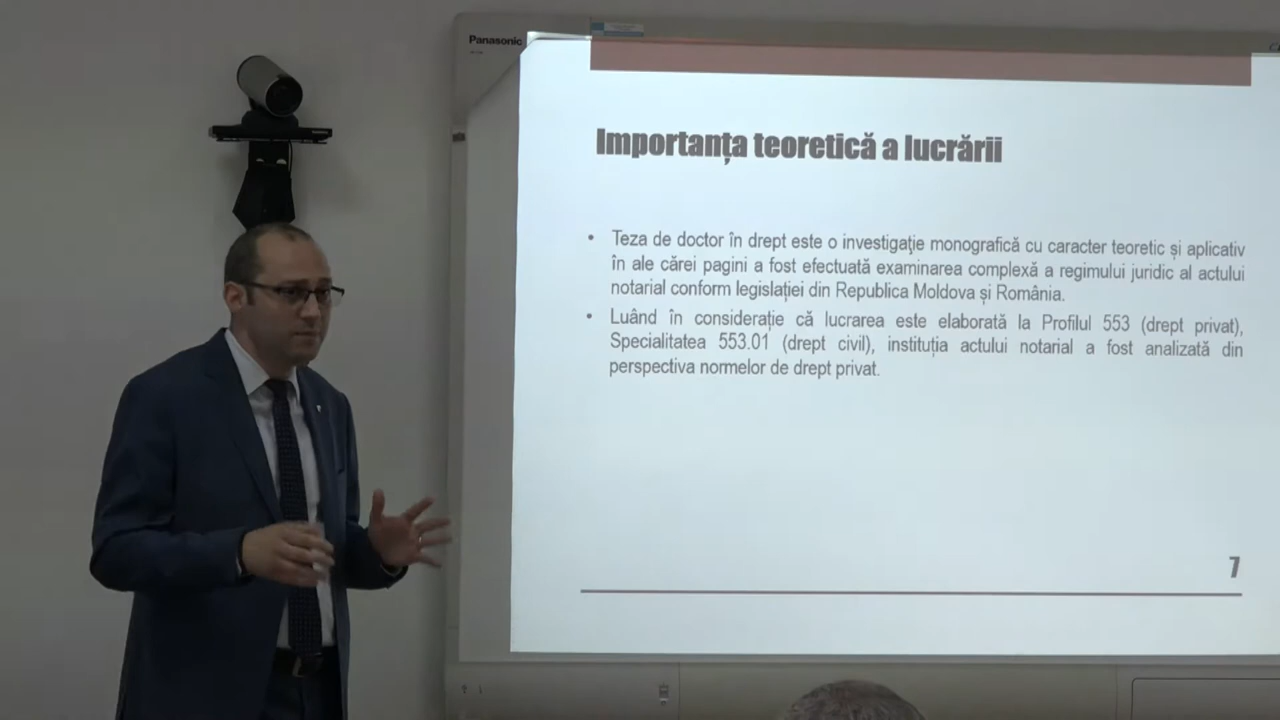 Panasonic
Importanța teoretică a lucrării
• Teza de doctor în drept este o investigaţie monografică cu caracter teoretic și aplicativ
în ale cărei pagini a fost efectuată examinarea complexă a regimului juridic al actului
notarial conform legislației din Republica Moldova și România.
• Luând în considerație că lucrarea este elaborată la Profilul 553 (drept privat),
Specialitatea 553.01 (drept civil), instituția actului notarial a fost analizată din
perspectiva normelor de drept privat.
7